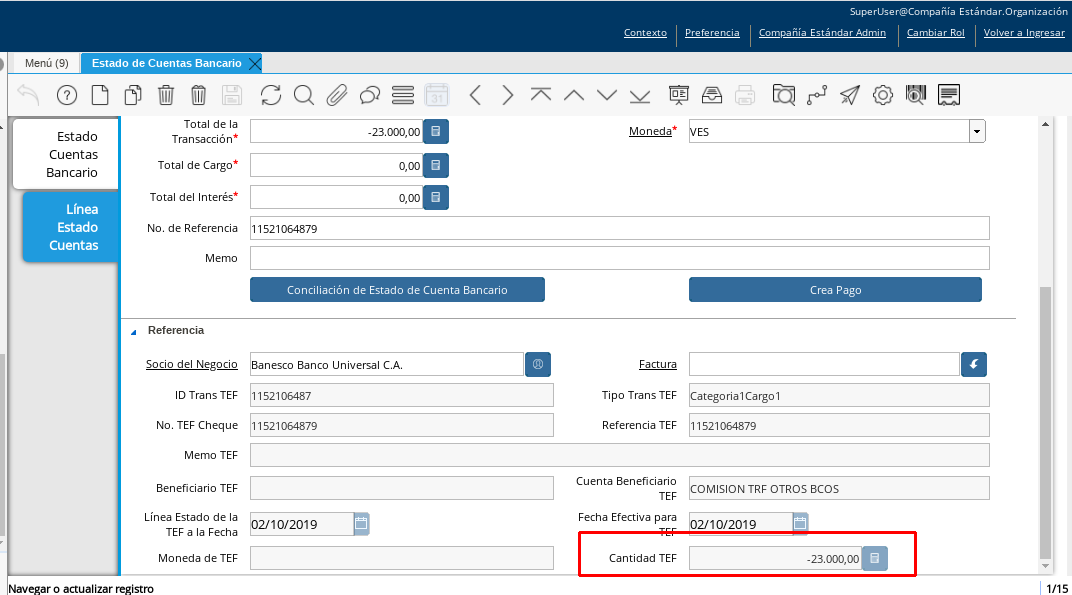 SuperUser@Compañía Estándar.Organización
Contexto Preferencia Compañía Estándar Admin Cambiar Rol Volver a Ingresar
Menú (9) Estado de Cuentas Bancario
31
Estado
Cuentas
Bancario
Línea
Estado
Cuentas
Total de la
Transacción* -23.000,00 Moneda* VES
Total de Cargo* 0,00
Total del Interés* 0,00
No. de Referencia 11521064879
Memo
Conciliación de Estado de Cuenta Bancario Crea Pago
Referencia
Socio del Negocio Banesco Banco Universal C.A. Factura
ID Trans TEF 1152106487 Tipo Trans TEF Categoria1Cargo1
No. TEF Cheque 11521064879 Referencia TEF 11521064879
Memo TEF
Beneficiario TEF Cuenta Beneficiario
TEF COMISION TRF OTROS BCOS
Línea Estado de la
TEF a la Fecha 02/10/2019 Fecha Efectiva para
TEF 02/10/2019
Moneda de TEF Cantidad TEF -23.000,00
Navegar o actualizar registro 1/15